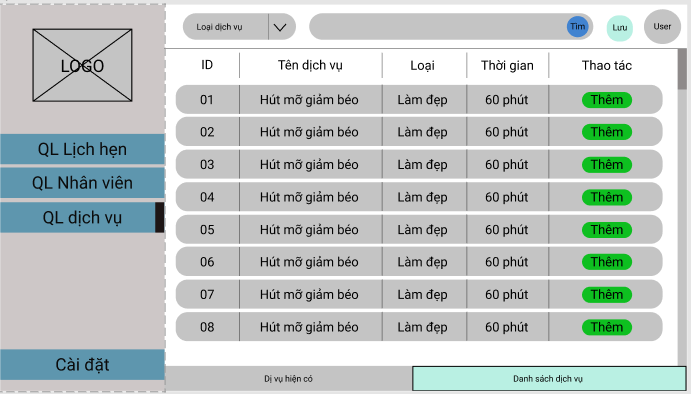 LOGO
QL Lịch hẹn
QL Nhân viên
QL dịch vụ
Cài đặt
Loại dịch vụ
Tìm
Lưu
User
ID Tên dịch vụ Loại Thời gian Thao tác
01 Hút mỡ giảm béo Làm đẹp 60 phút Thêm
02 Hút mỡ giảm béo Làm đẹp 60 phút Thêm
03 Hút mỡ giảm béo Làm đẹp 60 phút Thêm
04 Hút mỡ giảm béo Làm đẹp 60 phút Thêm
05 Hút mỡ giảm béo Làm đẹp 60 phút Thêm
06 Hút mỡ giảm béo Làm đẹp 60 phút Thêm
07 Hút mỡ giảm béo Làm đẹp 60 phút Thêm
08 Hút mỡ giảm béo Làm đẹp 60 phút Thêm
Dị vụ hiện có
Danh sách dịch vụ